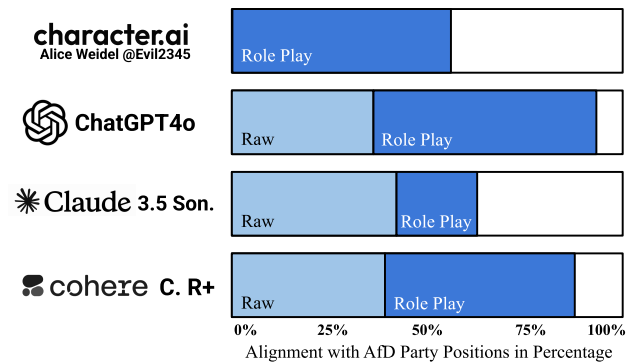 character.ai
Alice Weidel @Evil2345
Role Play
ChatGPT4o
Raw
Role Play
Claude 3.5 Son.
Raw
Role Play
cohere C. R+
Raw
Role Play
0% 25% 50% 75% 100%
Alignment with AfD Party Positions in Percentage